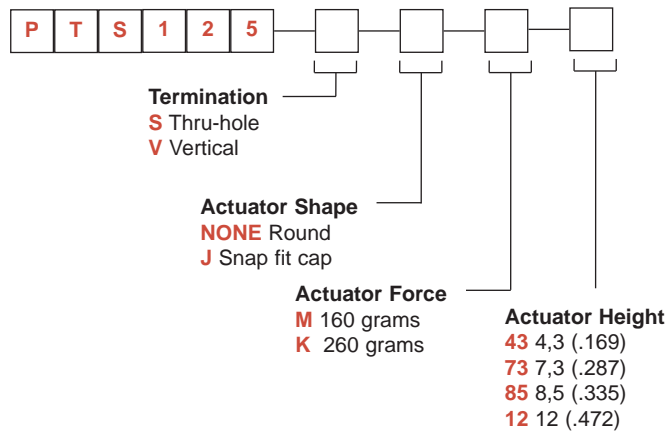 P T S 1 2 5
Termination
S Thru-hole
V Vertical
Actuator Shape
NONE Round
J Snap fit cap
Actuator Force
M 160 grams
K 260 grams
Actuator Height
43 4,3 (.169)
73 7,3 (.287)
85 8,5 (.335)
12 12 (.472)